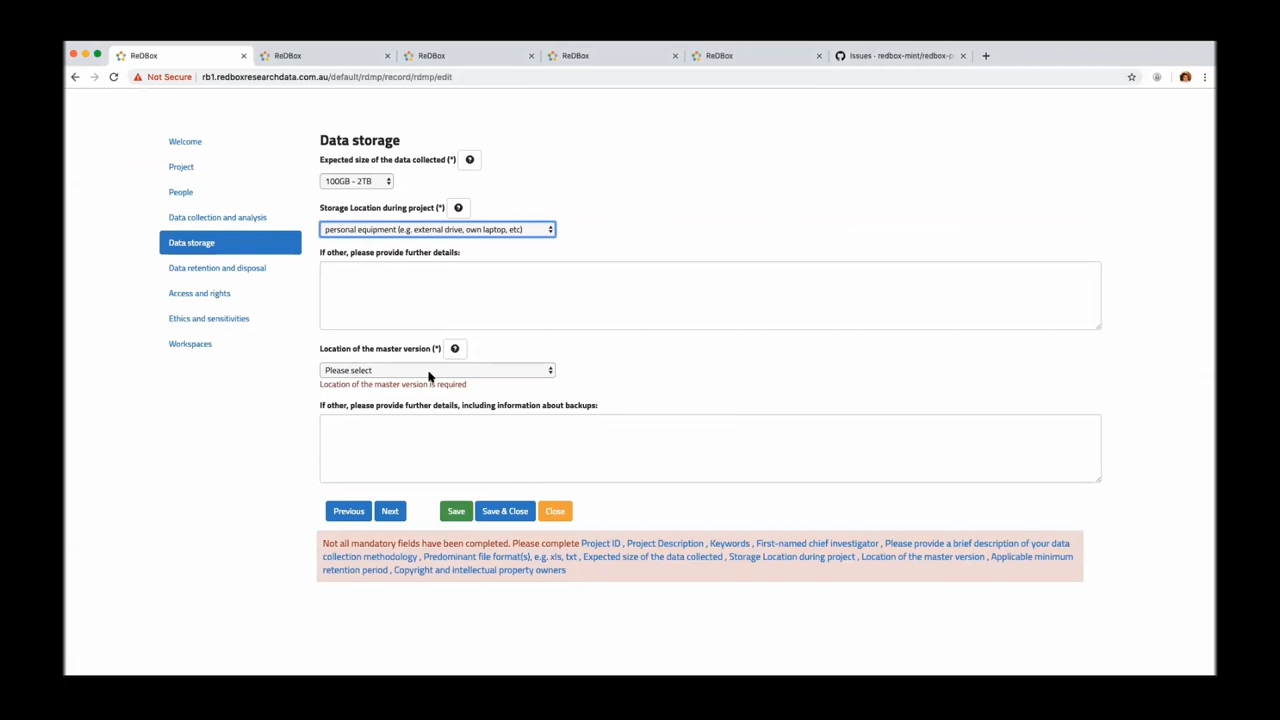 ReDBox
ReDBox
ReDBox
ReDBox
ReDBox
Issues · redbox-mint/redbox-p
Not Secure
rb1.redboxresearchdata.com.au/default/rdmp/record/rdmp/edit
Welcome
Project
People
Data collection and analysis
Data storage
Data retention and disposal
Access and rights
Ethics and sensitivities
Workspaces
Data storage
Expected size of the data collected (*)
100GB - 2TB
Storage Location during project (*)
personal equipment (e.g. external drive, own laptop, etc)
If other, please provide further details:
Location of the master version (*)
Please select
Location of the master version is required
If other, please provide further details, including information about backups:
Previous
Next
Save
Save & Close
Close
Not all mandatory fields have been completed. Please complete Project ID , Project Description , Keywords , First-named chief investigator , Please provide a brief description of your data
collection methodology , Predominant file format(s), e.g. xls, txt , Expected size of the data collected , Storage Location during project , Location of the master version , Applicable minimum
retention period , Copyright and intellectual property owners